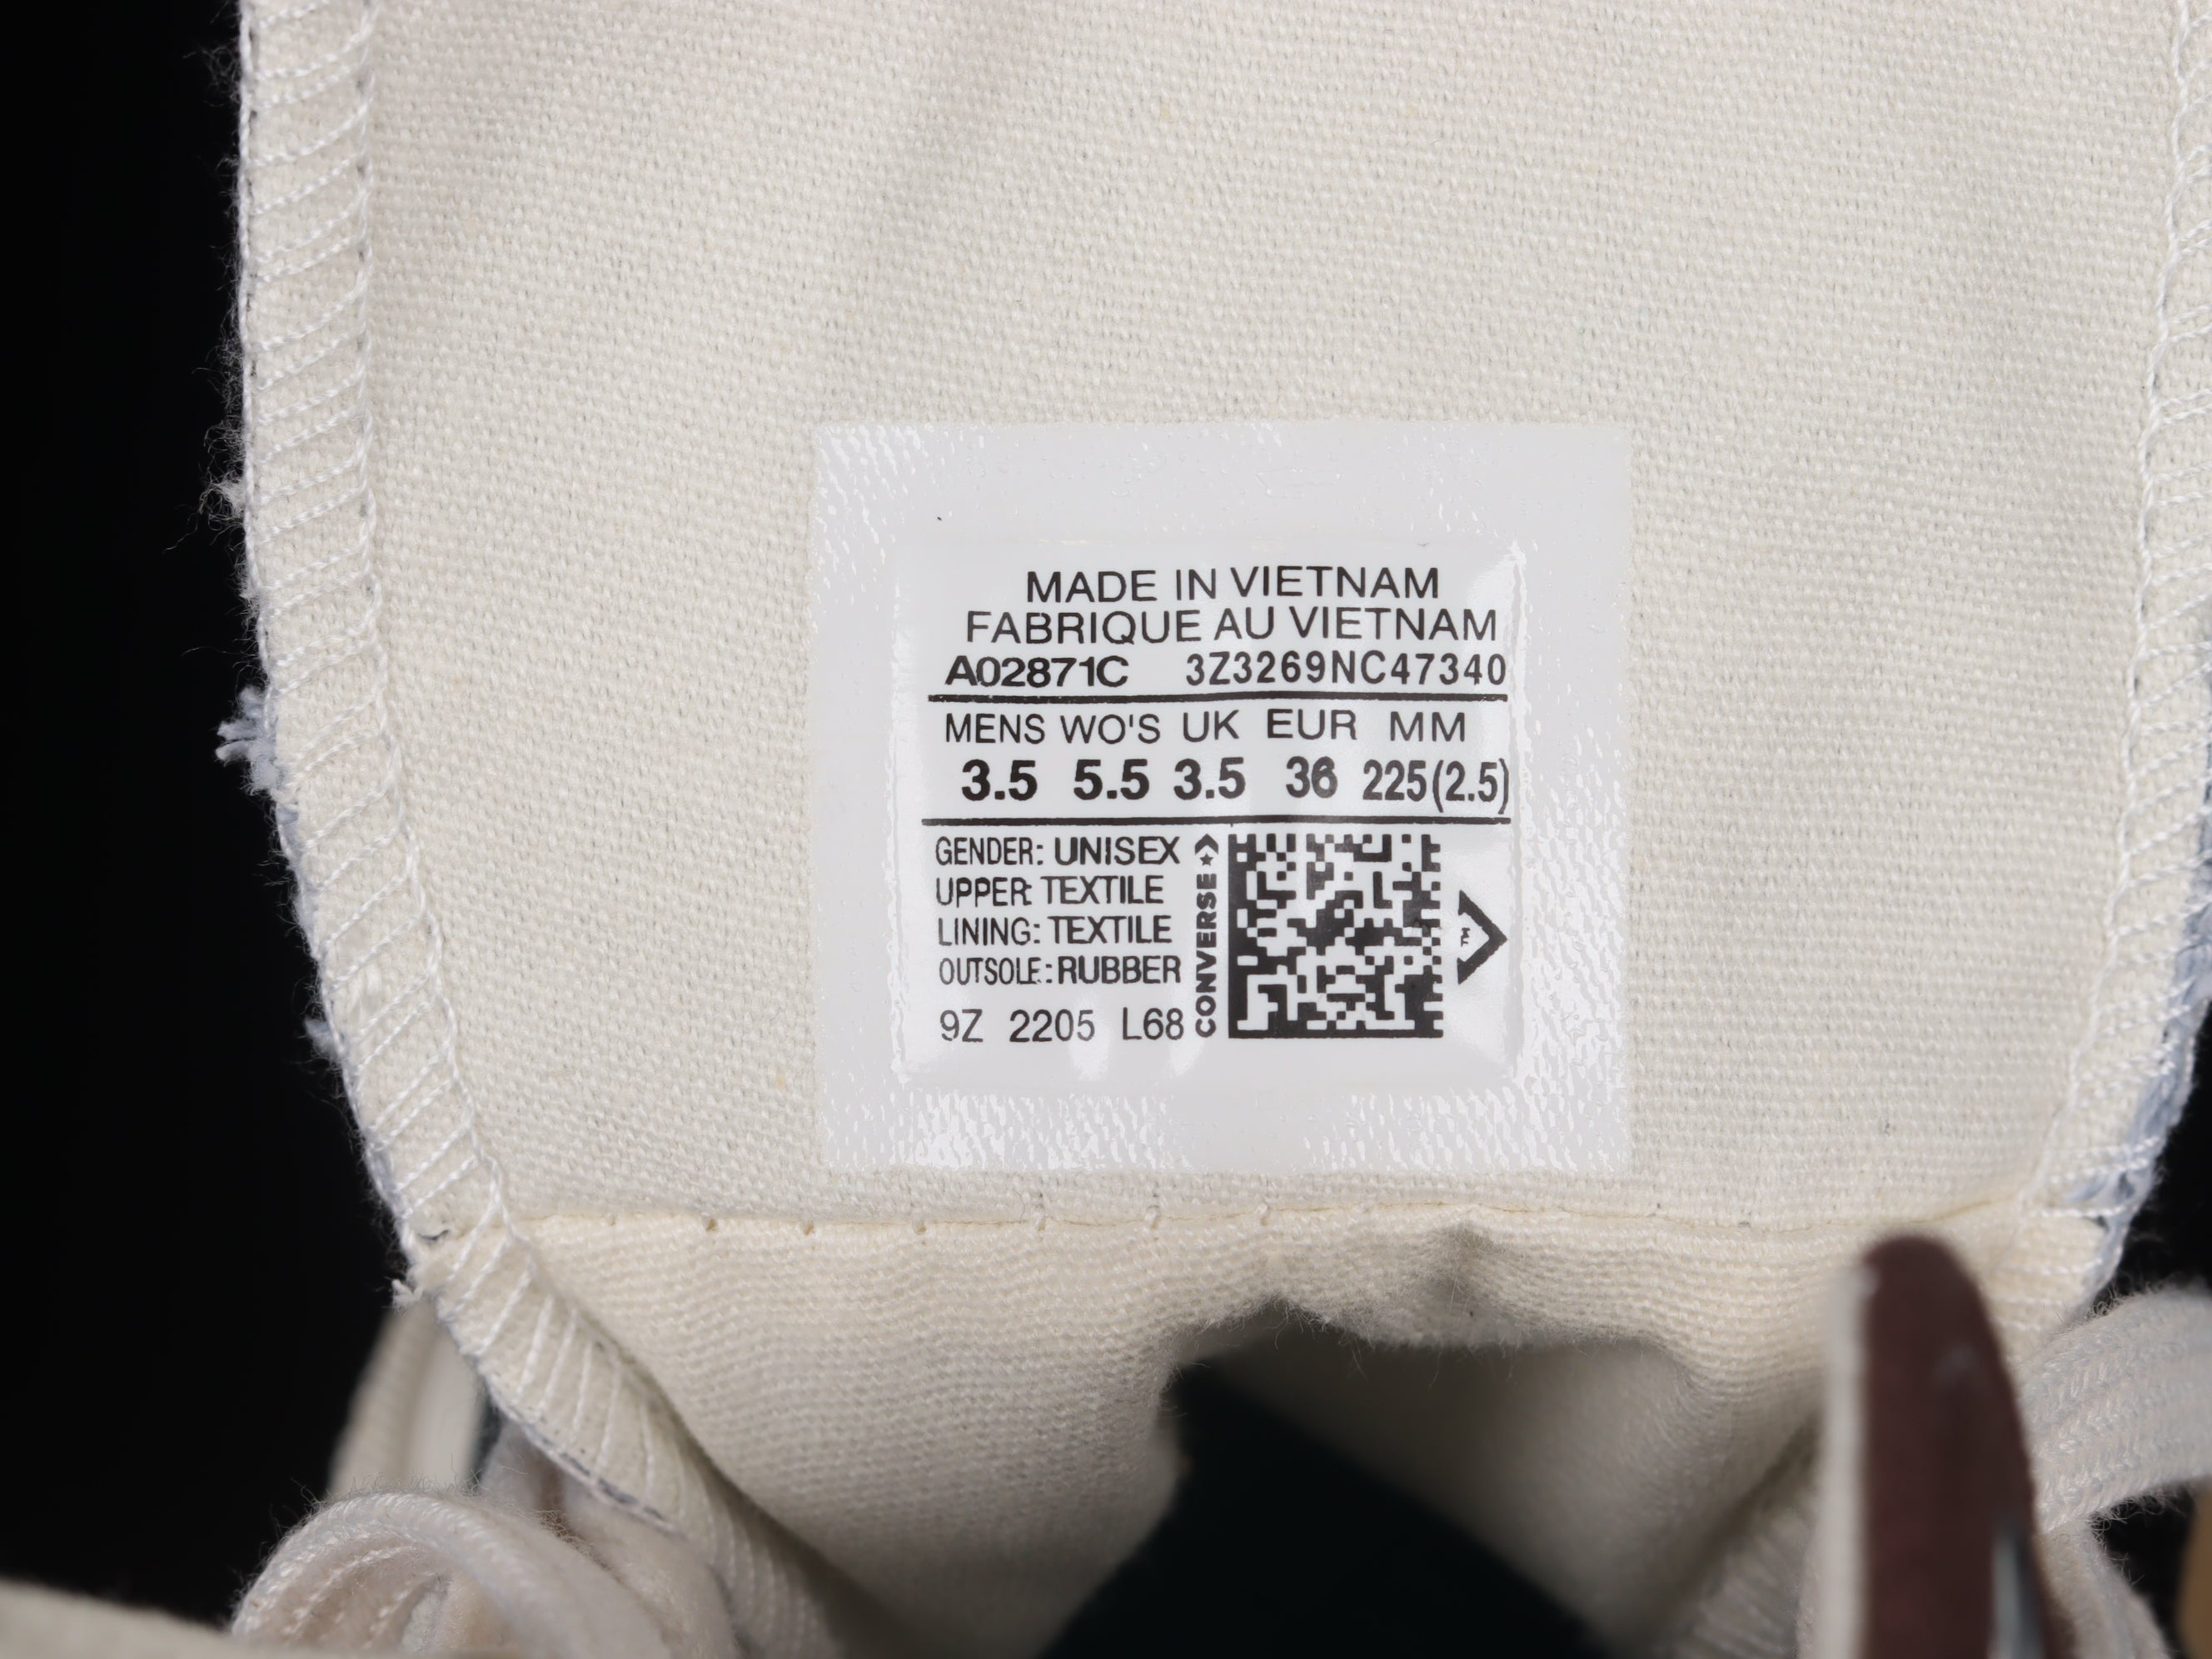 MADE IN VIETNAM
FABRIQUE AU VIETNAM
A02871C 3Z3269NC47340
MENS WO'S UK EUR MM
3.5 5.5 3.5 36 225(2.5)
GENDER: UNISEX
UPPER: TEXTILE
LINING: TEXTILE
OUTSOLE: RUBBER
9Z 2205 L68
CONVERSE
TM